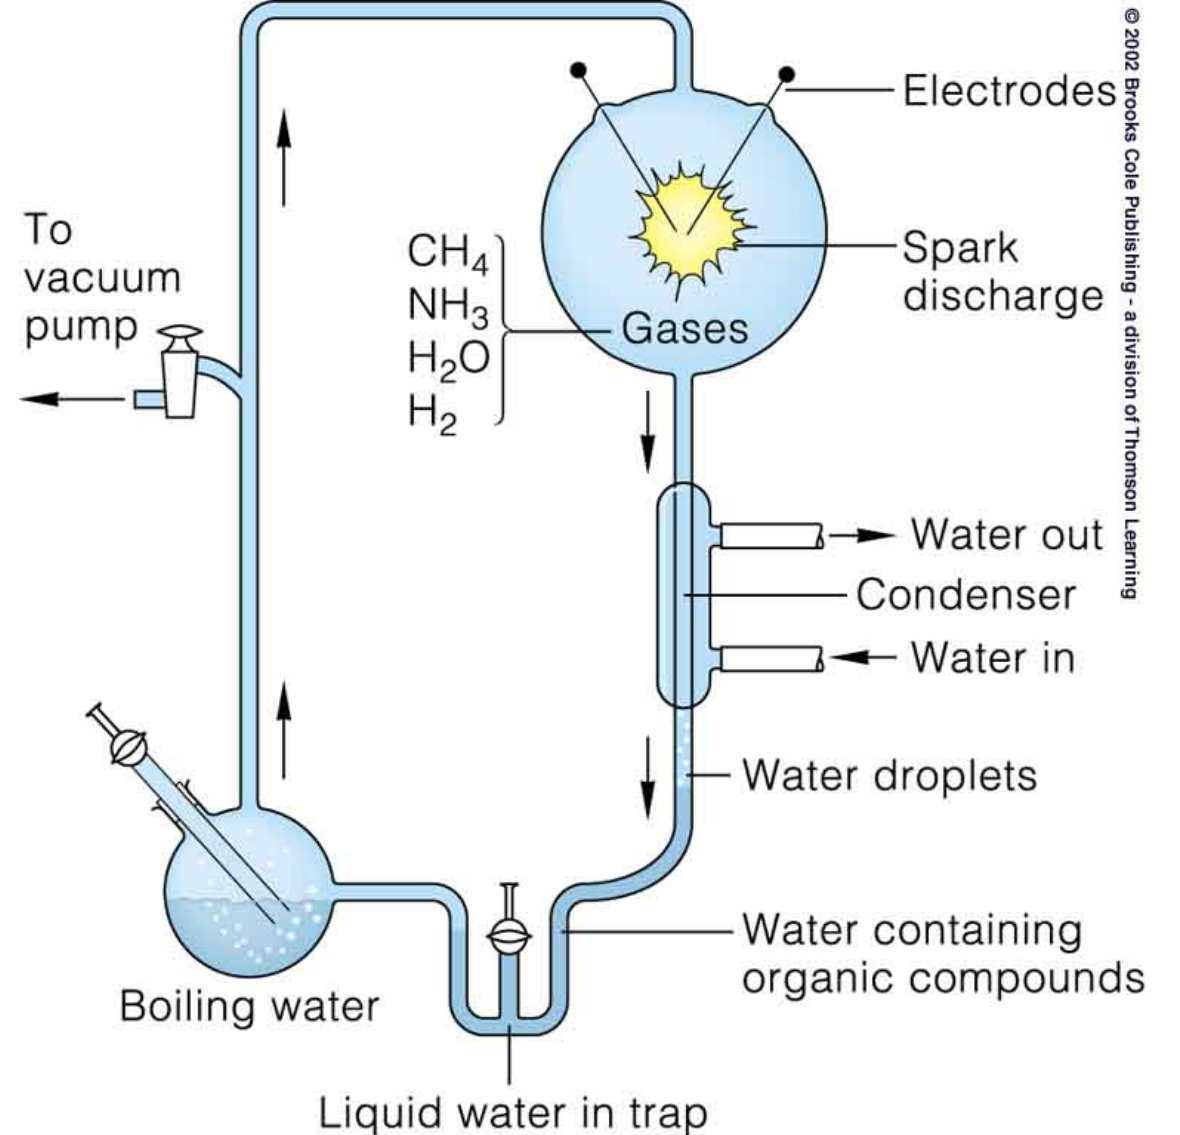 Electrodes
To
vacuum
pump
CH₄
NH₃
H₂O
H₂
Spark
discharge
Gases
Water out
Condenser
Water in
Water droplets
Water containing
organic compounds
Boiling water
Liquid water in trap
© 2002 Brooks Cole Publishing - a division of Thomson Learning